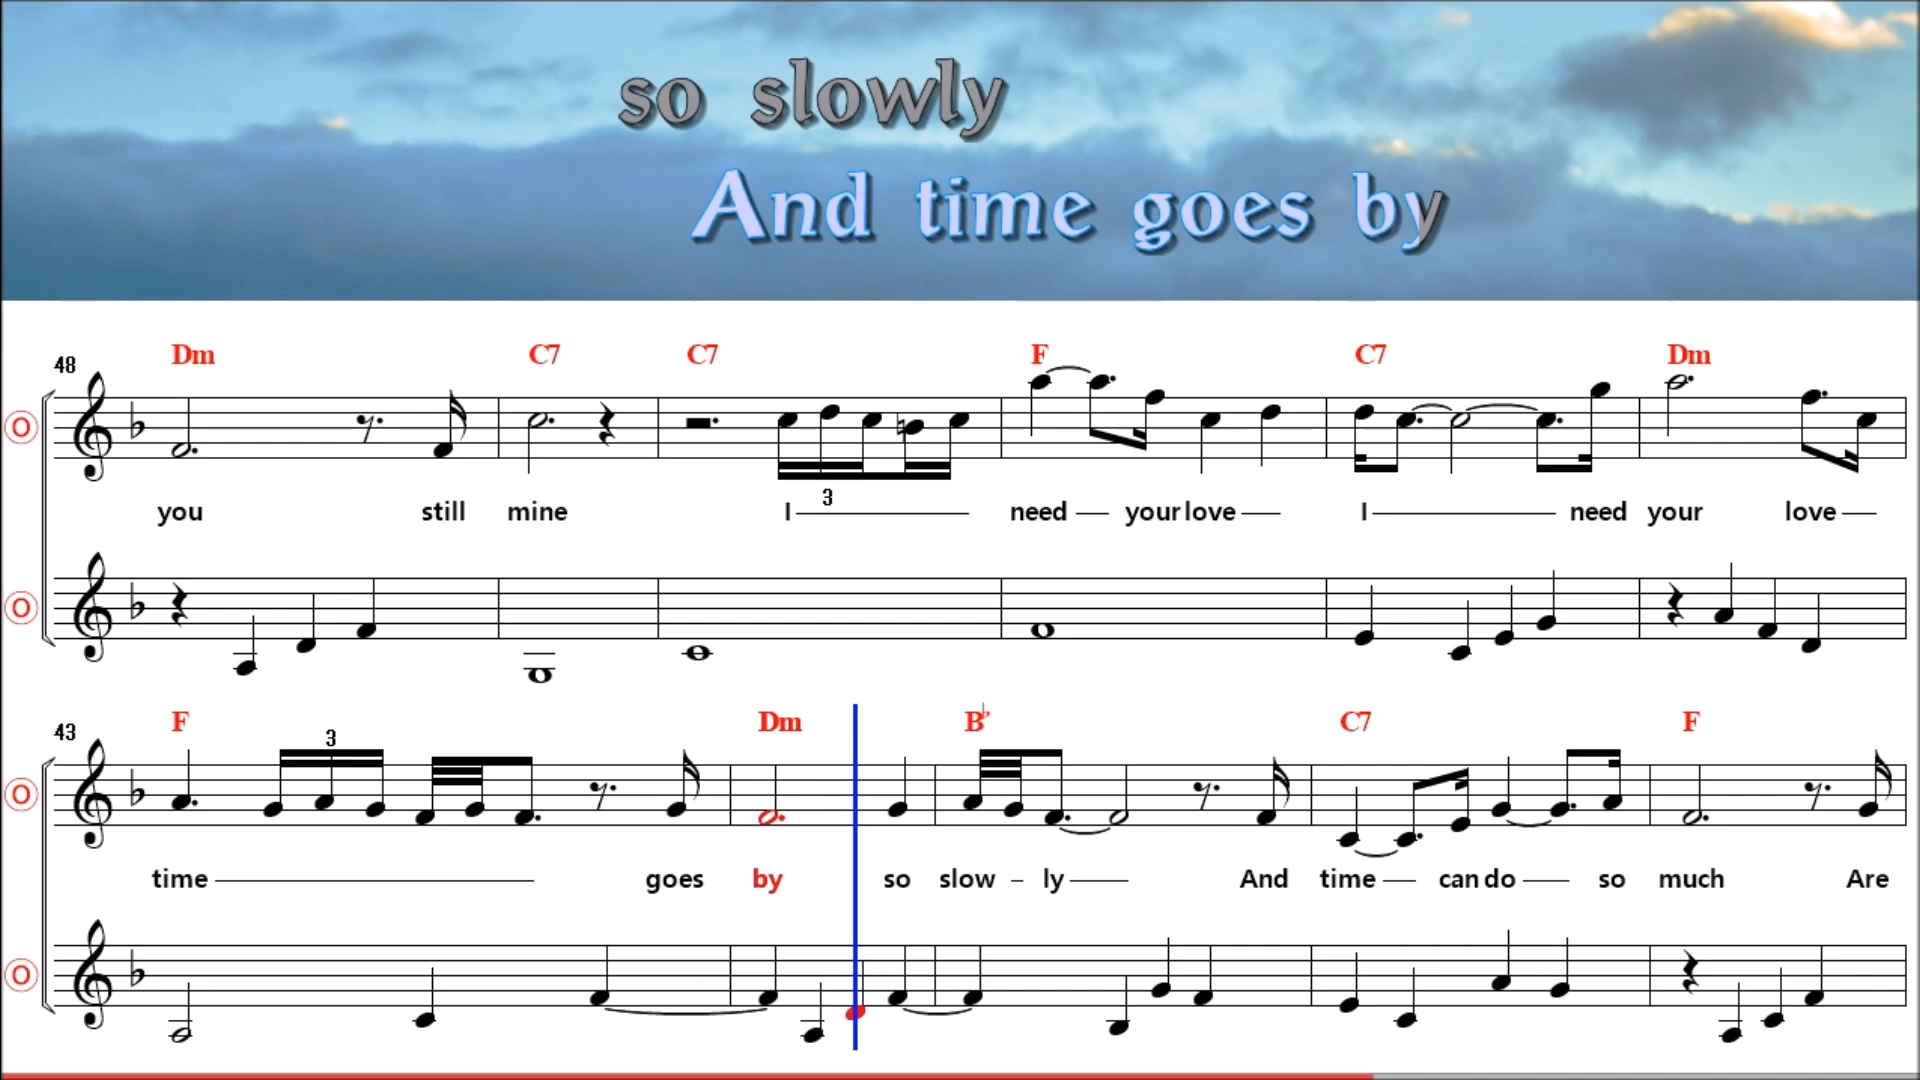 so slowly
And time goes by
48 Dm C7 C7 F C7 Dm
O
3
you still mine I need your love I need your love
O
43 F 3 Dm B♭ C7 F
O
time goes by so slow - ly And time can do so much Are
O